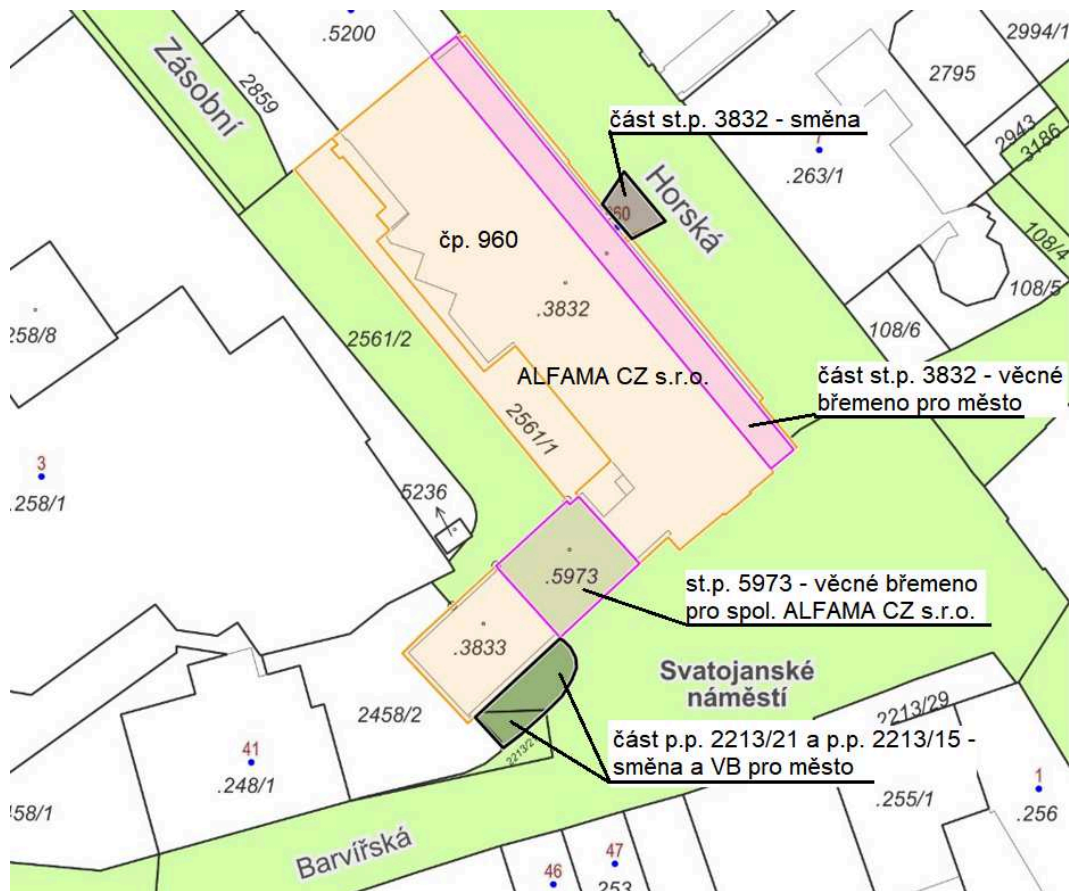 .5200
2994/1
Zásobní
2859
2795
část st.p. 3832 - směna
2943
3186
.263/1
Horská
čp. 960
108/4
108/5
.3832
108/6
258/8
2561/2
ALFAMA CZ s.r.o.
část st.p. 3832 - věcné
břemeno pro město
2561/1
3
.258/1
5236
.5973
st.p. 5973 - věcné břemeno
pro spol. ALFAMA CZ s.r.o.
.3833
Svatojanské
náměstí
2458/2
2213/29
část p.p. 2213/21 a p.p. 2213/15 -
směna a VB pro město
41
.248/1
1
.256
458/1
.255/1
Barvířská
47
46
253